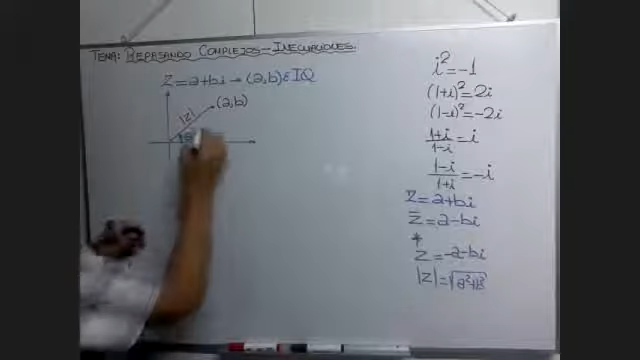 TEMA: REPASANDO COMPLEJOS - INECUACIONES.
Z = a+bi → (a,b) ε IQ
|Z|
(a,b)
θ
i² = -1
(1+i)² = 2i
(1-i)² = -2i
1+i/1-i = i
1-i/1+i = -i
Z = a+bi
Z̅ = a-bi
Z* = -a-bi
|Z| = √a²+b²